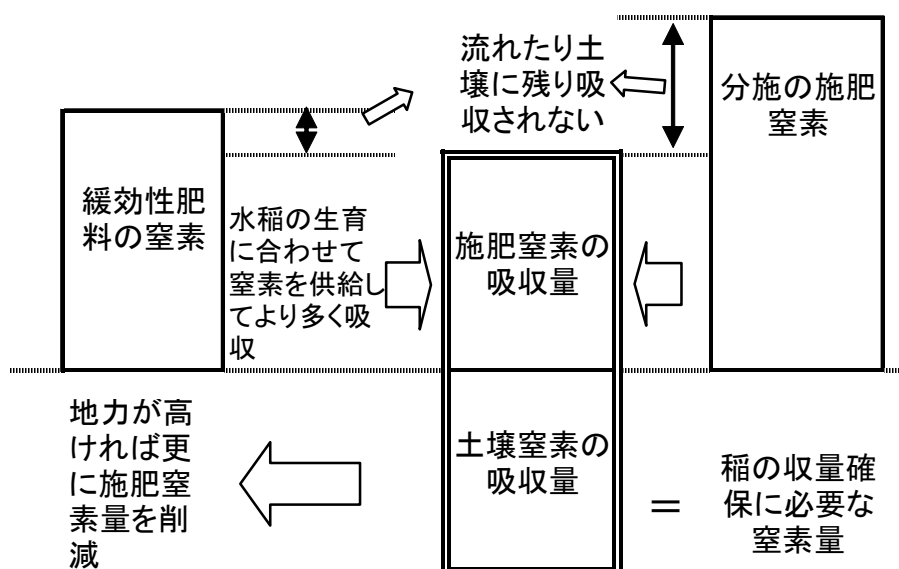 流れたり土
壌に残り吸
収されない
分施の施肥
窒素
緩効性肥
料の窒素
水稲の生育
に合わせて
窒素を供給し
てより多く吸
収
施肥窒素の
吸収量
地力が高
ければ更
に施肥窒
素量を削
減
土壌窒素の
吸収量
＝
稲の収量確
保に必要な
窒素量